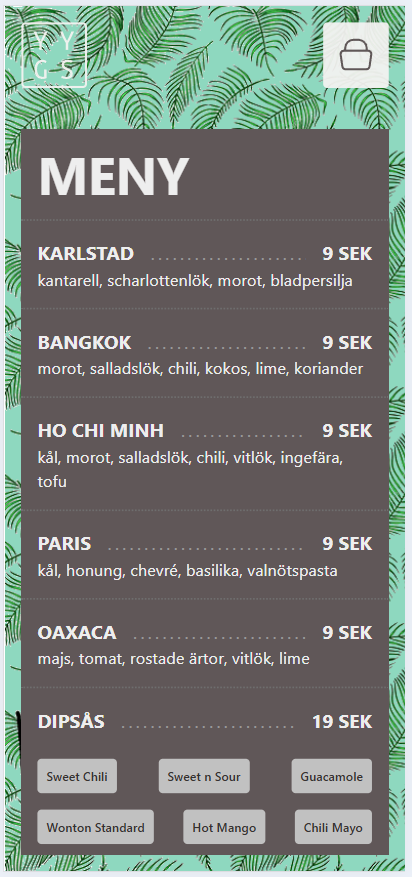 Y Y
G S
MENY
KARLSTAD ........................ 9 SEK
kantarell, scharlottenlök, morot, bladpersilja
BANGKOK ........................ 9 SEK
morot, salladslök, chili, kokos, lime, koriander
HO CHI MINH ................... 9 SEK
kål, morot, salladslök, chili, vitlök, ingefära,
tofu
PARIS .............................. 9 SEK
kål, honung, chevré, basilika, valnötspasta
OAXACA .......................... 9 SEK
majs, tomat, rostade ärtor, vitlök, lime
DIPSÅS ........................... 19 SEK
Sweet Chili Sweet n Sour Guacamole
Wonton Standard Hot Mango Chili Mayo